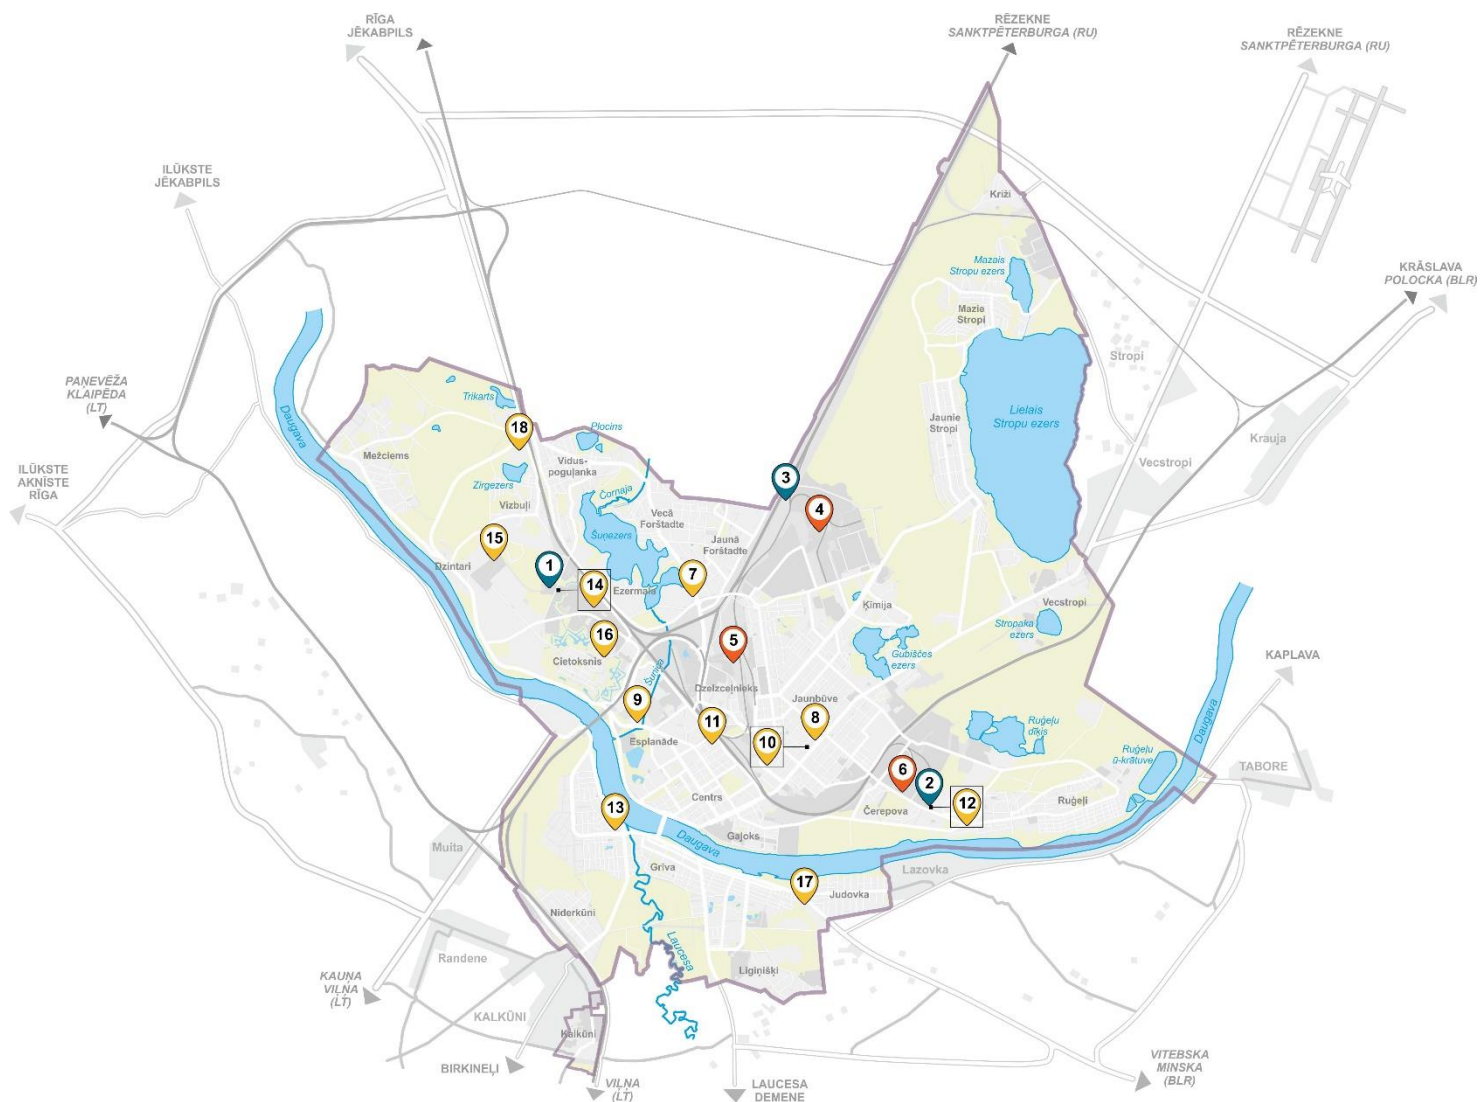 RĪGA
JĒKABPILS
RĒZEKNE
SANKTPĒTERBURGA (RU)
RĒZEKNE
SANKTPĒTERBURGA (RU)
ILŪKSTE
JĒKABPILS
Križi
Mazais
Stropu ezers
KRĀSLAVA
POLOCKA (BLR)
Mazie
Stropi
Stropi
PAŅEVĒŽA
KLAIPĒDA
(LT)
Daugava
Trikarts
Lielais
Stropu ezers
Jaunie
Stropi
18
Plocins
Krauja
Mežciems
Vidus-
poguļanka
Vecstropi
ILŪKSTE
AKNĪSTE
RĪGA
Zirgezers
3
Čornaja
Vizbuļi
4
Vecā
Forštadte
Šuņezers
15
Jaunā
Forštadte
Dzintari
1
14
Ezermala
7
Ķīmija
Vecstropi
Stropaka
ezers
16
5
Cietoksnis
Gubiščes
ezers
KAPLAVA
Šuņica
Dzelzceļnieks
9
Jaunbūve
11
8
Daugava
Ruģeļu
dīķis
Esplanāde
10
Ruģeļu
ū-krātuve
6
2
TABORE
Centrs
12
13
Čerepova
Ruģeļi
Daugava
Gajoks
Muita
Grīva
Lazovka
17
Judovka
Niderkūni
Laucesa
Randene
Liginišķi
KAUŅA
VIĻŅA
(LT)
KALKŪNI
Kalkūni
BIRKINEĻI
VIĻŅA
(LT)
LAUCESA
DEMENE
VITEBSKA
MINSKA
(BLR)